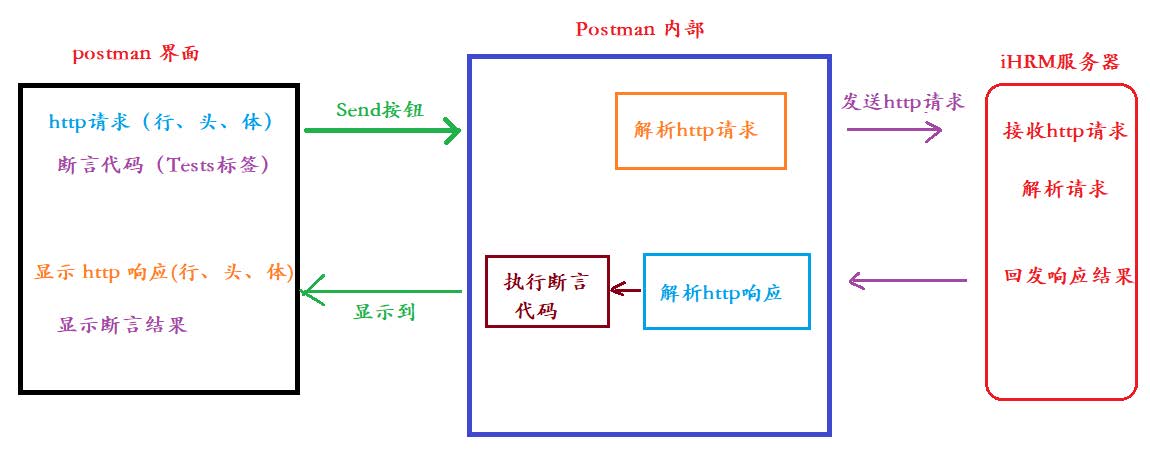 postman 界面
http请求（行、头、体）
断言代码（Tests标签）
显示 http 响应(行、头、体)
显示断言结果
Send按钮
显示到
Postman 内部
解析http请求
执行断言
代码
解析http响应
发送http请求
iHRM服务器
接收http请求
解析请求
回发响应结果